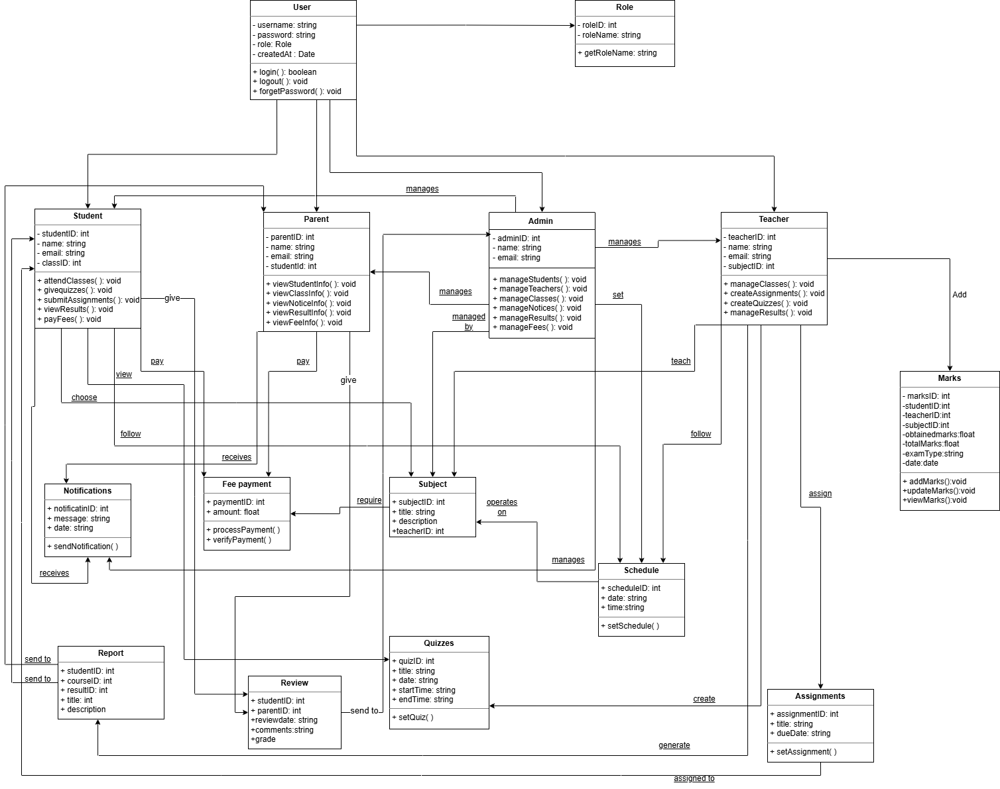 User
- username: string
- password: string
- role: Role
- createdAt : Date
+ login( ): boolean
+ logout( ): void
+ forgetPassword( ): void
Role
- roleID: int
- roleName: string
+ getRoleName: string
manages
Student
- studentID: int
- name: string
- email: string
- classID: int
+ attendClasses( ): void
+ givequizzes( ): void
+ submitAssignments( ): void
+ viewResults( ): void
+ payFees( ): void
Parent
- parentID: int
- name: string
- email: string
- studentId: int
+ viewStudentInfo( ): void
+ viewClassInfo( ): void
+ viewNoticeInfo( ): void
+ viewResultInfo( ): void
+ viewFeeInfo( ): void
Admin
- adminID: int
- name: string
- email: string
+ manageStudents( ): void
+ manageTeachers( ): void
+ manageClasses( ): void
+ manageNotices( ): void
+ manageResults( ): void
+ manageFees( ): void
manages
Teacher
- teacherID: int
- name: string
- email: string
- subjectID: int
+ manageClasses( ): void
+ createAssignments( ): void
+ createQuizzes( ): void
+ manageResults( ): void
give
manages
set
Add
managed
by
pay
pay
teach
view
give
choose
follow
follow
receives
Marks
- marksID: int
-studentID:int
-teacherID:int
-subjectID:int
-obtainedmarks:float
-totalMarks:float
-examType:string
-date:date
+ addMarks():void
+updateMarks():void
+viewMarks():void
Notifications
+ notificatinID: int
+ message: string
+ date: string
+ sendNotification( )
Fee payment
+ paymentID: int
+ amount: float
+ processPayment( )
+ verifyPayment( )
require
Subject
+ subjectID: int
+ title: string
+ description
+teacherID: int
operates
on
assign
receives
manages
Schedule
+ scheduleID: int
+ date: string
+ time:string
+ setSchedule( )
send to
send to
Report
+ studentID: int
+ courseID: int
+ resultID: int
+ title: int
+ description
Review
+ studentID: int
+ parentID: int
+reviewdate: string
+comments:string
+grade
send to
Quizzes
+ quizID: int
+ title: string
+ date: string
+ startTime: string
+ endTime: string
+ setQuiz( )
create
Assignments
+ assignmentID: int
+ title: string
+ dueDate: string
+ setAssignment( )
generate
assigned to